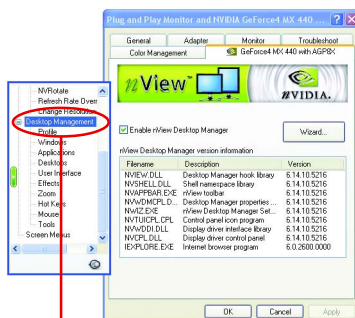 Plug and Play Monitor and NVIDIA GeForce4 MX 440 ....
General Adapter Monitor Troubleshoot
Color Management GeForce4 MX 440 with AGP8X
nView
nVIDIA.
Enable nView Desktop Manager
Wizard...
nView Desktop Manager version information
Filename Description Version
NVIEW.DLL Desktop Manager hook library 6.14.10.5216
NVSHELL.DLL Shell namespace library 6.14.10.5216
NVAPPBAR.EXE nView toolbar 6.14.10.5216
NVWDMCPL.D... Desktop Manager properties ... 6.14.10.5216
NWIZ.EXE nView Desktop Manager Set... 6.14.10.5216
NVTUICPL.CPL Control panel icon program 6.14.10.5216
NVWDDI.DLL Display driver interface library 6.14.10.5216
NVCPL.DLL Display driver control panel 6.14.10.5216
IEXPLORE.EXE Internet browser program 6.0.2600.0000
OK Cancel Apply
NVRotate
Refresh Rate Overr
Change Resolution
Desktop Management
Profile
Windows
Applications
Desktops
User Interface
Effects
Zoom
Hot Keys
Mouse
Tools
Screen Menus